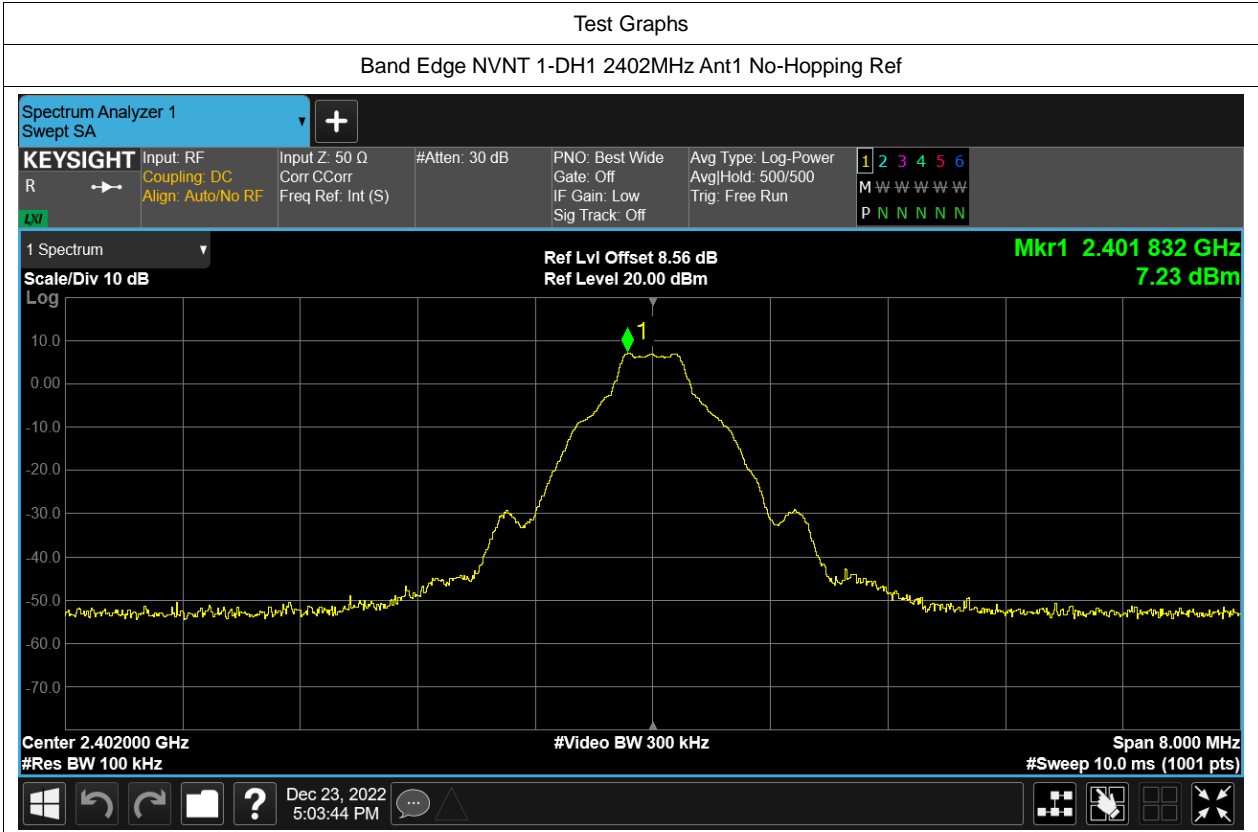 Test Graphs
Band Edge NVNT 1-DH1 2402MHz Ant1 No-Hopping Ref
Spectrum Analyzer 1
Swept SA
KEYSIGHT Input: RF Input Z: 50 Ω #Atten: 30 dB PNO: Best Wide Avg Type: Log-Power 1 2 3 4 5 6
R Coupling: DC Corr CCorr Gate: Off Avg|Hold: 500/500 M W W W W W
Align: Auto/No RF Freq Ref: Int (S) IF Gain: Low Trig: Free Run
LXI Sig Track: Off P N N N N N
1 Spectrum Ref Lvl Offset 8.56 dB Mkr1 2.401 832 GHz
Scale/Div 10 dB Ref Level 20.00 dBm 7.23 dBm
Log
1
10.0
0.00
-10.0
-20.0
-30.0
-40.0
-50.0
-60.0
-70.0
Center 2.402000 GHz #Video BW 300 kHz Span 8.000 MHz
#Res BW 100 kHz #Sweep 10.0 ms (1001 pts)
? Dec 23, 2022
5:03:44 PM